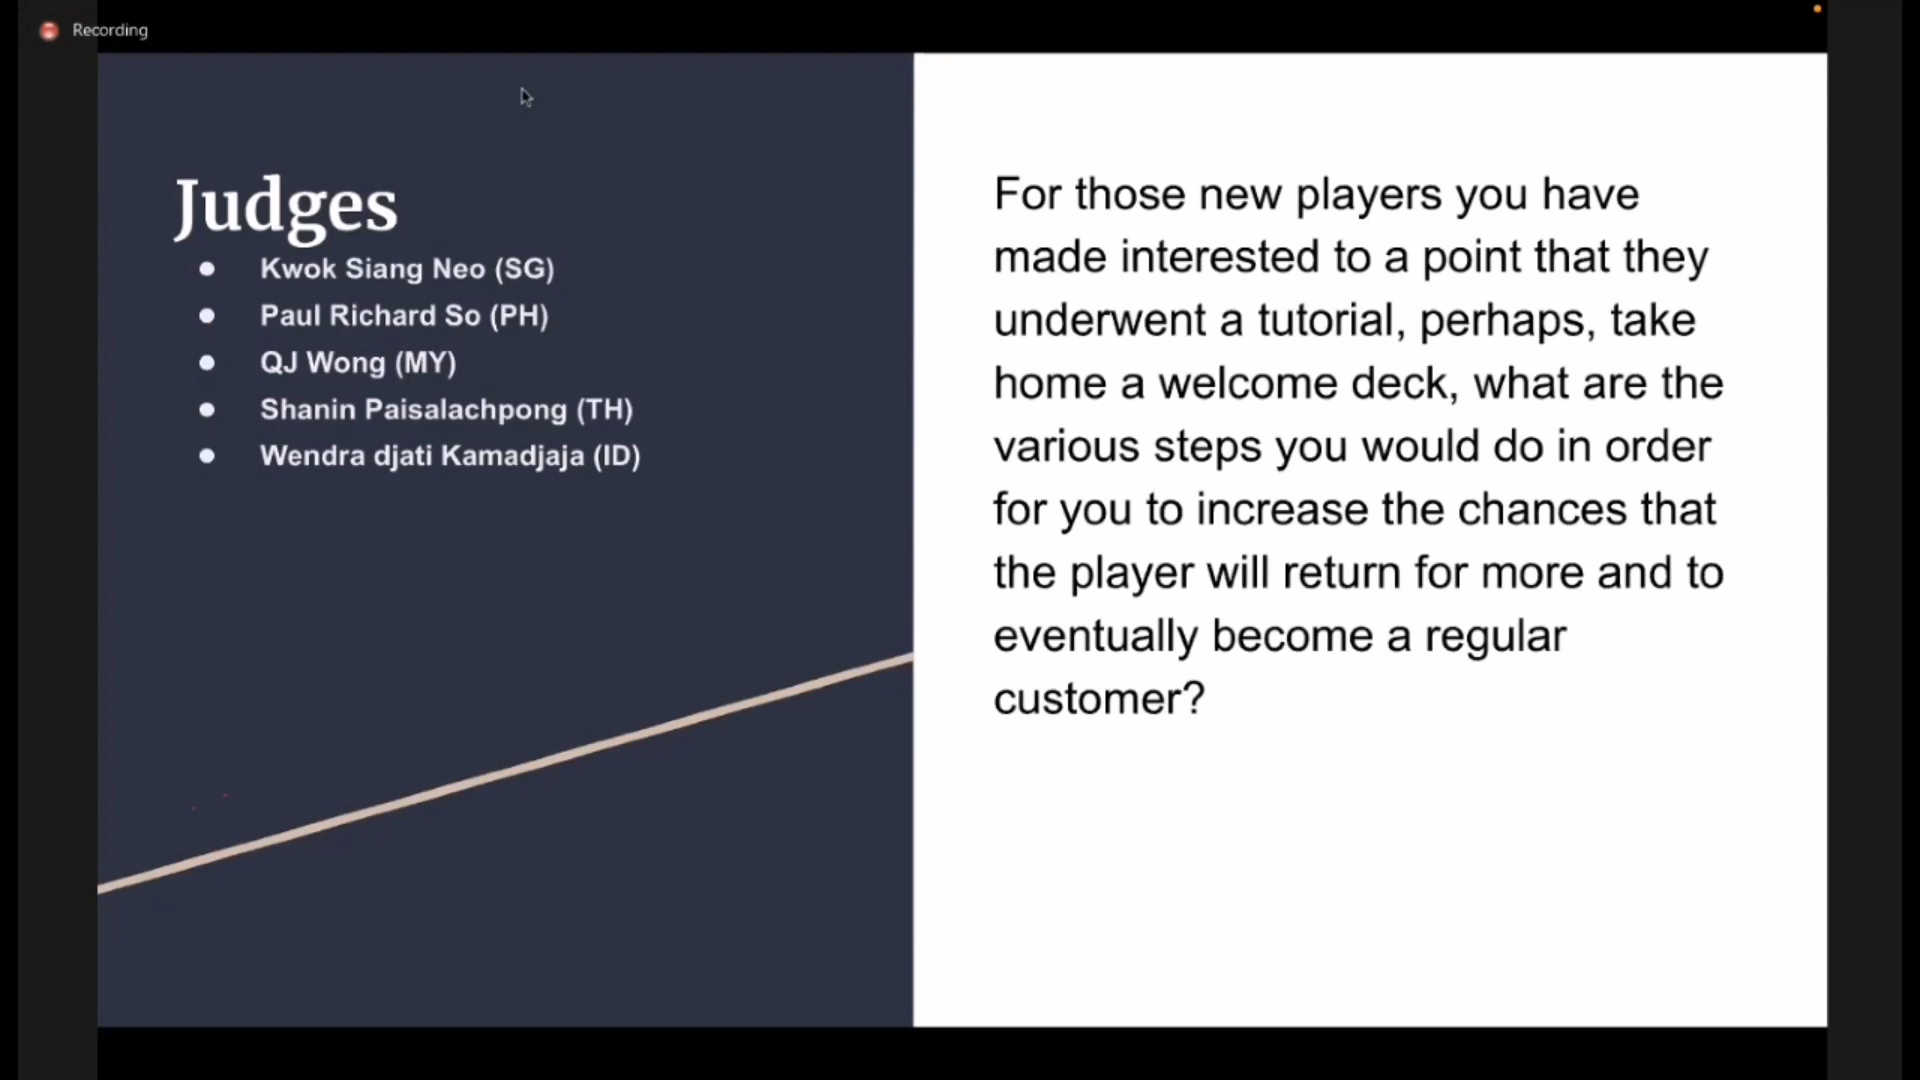 Recording
Judges
● Kwok Siang Neo (SG)
● Paul Richard So (PH)
● QJ Wong (MY)
● Shanin Paisalachpong (TH)
● Wendra djati Kamadjaja (ID)
For those new players you have
made interested to a point that they
underwent a tutorial, perhaps, take
home a welcome deck, what are the
various steps you would do in order
for you to increase the chances that
the player will return for more and to
eventually become a regular
customer?